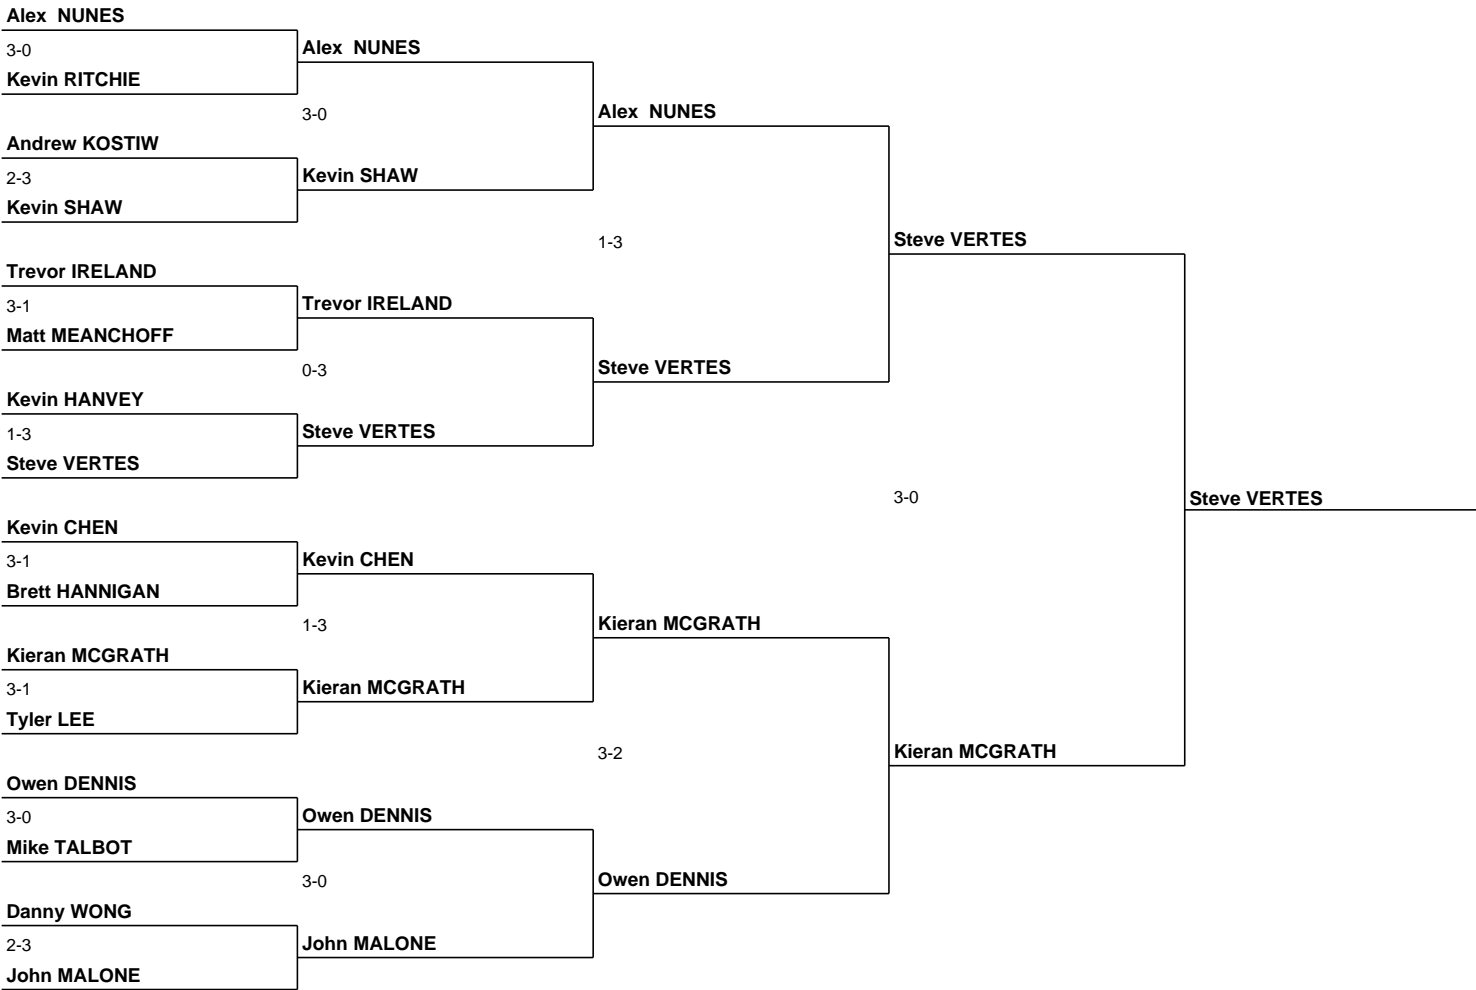 Alex  NUNES
3-0
Kevin RITCHIE
Andrew KOSTIW
2-3
Kevin SHAW
Trevor IRELAND
3-1
Matt MEANCHOFF
Kevin HANVEY
1-3
Steve VERTES
Kevin CHEN
3-1
Brett HANNIGAN
Kieran MCGRATH
3-1
Tyler LEE
Owen DENNIS
3-0
Mike TALBOT
Danny WONG
2-3
John MALONE
Alex  NUNES
3-0
Kevin SHAW
Trevor IRELAND
0-3
Steve VERTES
Kevin CHEN
1-3
Kieran MCGRATH
Owen DENNIS
3-0
John MALONE
Alex  NUNES
1-3
Steve VERTES
Kieran MCGRATH
3-2
Owen DENNIS
Steve VERTES
3-0
Kieran MCGRATH
Steve VERTES